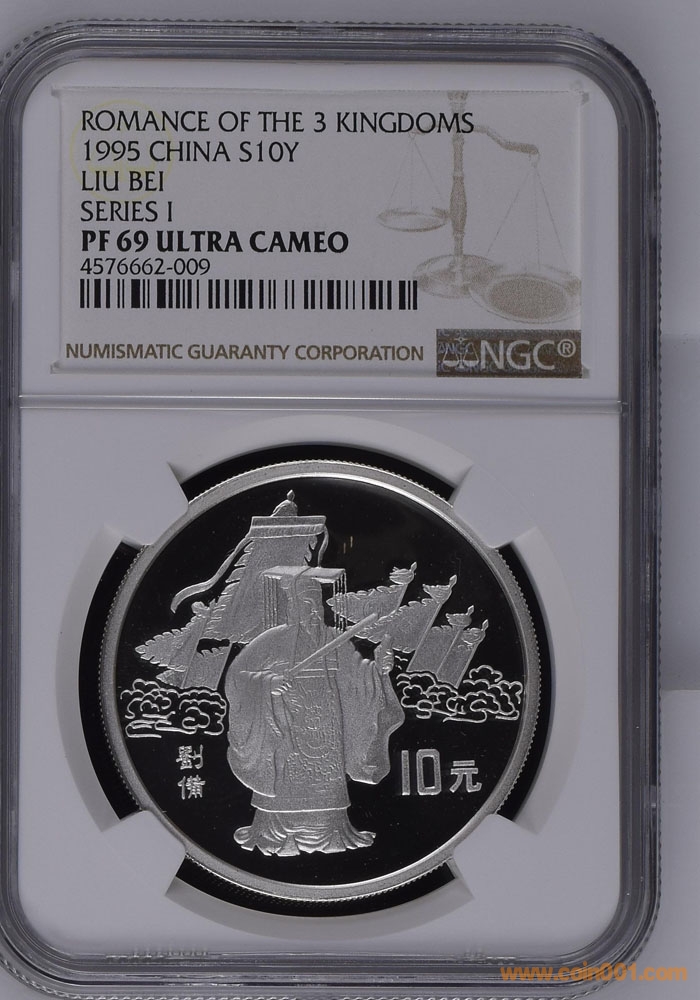 ROMANCE OF THE 3 KINGDOMS
1995 CHINA S10Y
LIU BEI
SERIES I
PF 69 ULTRA CAMEO
4576662-009
NUMISMATIC GUARANTY CORPORATION
NGC®
劉備
10元
www.coin001.com